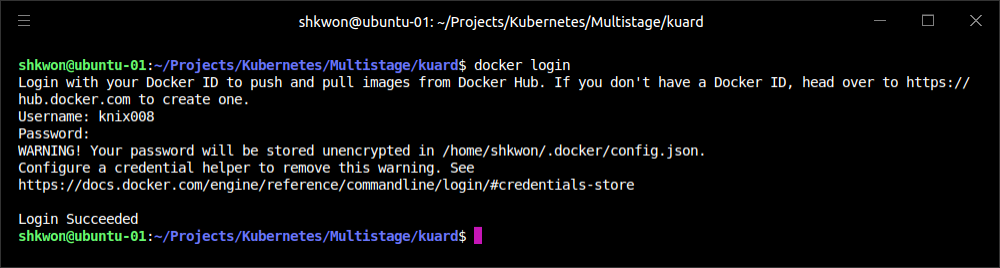 shkwon@ubuntu-01: ~/Projects/Kubernetes/Multistage/kuard
shkwon@ubuntu-01:~/Projects/Kubernetes/Multistage/kuard$ docker login
Login with your Docker ID to push and pull images from Docker Hub. If you don't have a Docker ID, head over to https://
hub.docker.com to create one.
Username: knix008
Password:
WARNING! Your password will be stored unencrypted in /home/shkwon/.docker/config.json.
Configure a credential helper to remove this warning. See
https://docs.docker.com/engine/reference/commandline/login/#credentials-store
Login Succeeded
shkwon@ubuntu-01:~/Projects/Kubernetes/Multistage/kuard$